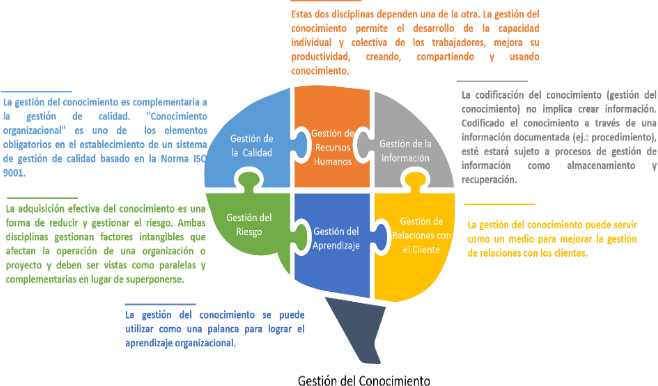 Estas dos disciplinas dependen una de la otra. La gestión del
conocimiento permite el desarrollo de la capacidad
individual y colectiva de los trabajadores, mejora su
productividad, creando, compartiendo y usando
conocimiento.
La gestión del conocimiento es complementaria a
la gestión de calidad. "Conocimiento
organizacional" es uno de los elementos
obligatorios en el establecimiento de un sistema
de gestión de calidad basado en la Norma ISO
9001.
La codificación del conocimiento (gestión del
conocimiento) no implica crear información.
Codificado el conocimiento a través de una
información documentada (ej.: procedimiento),
esté estará sujeto a procesos de gestión de
información como almacenamiento y
recuperación.
Gestión de
la Calidad
Gestión de
Recursos
Humanos
Gestión de la
información
La adquisición efectiva del conocimiento es una
forma de reducir y gestionar el riesgo. Ambas
disciplinas gestionan factores intangibles que
afectan la operación de una organización o
proyecto y deben ser vistas como paralelas y
complementarias en lugar de superponerse.
Gestión del
Riesgo
Gestión del
Aprendizaje
Gestión de
Relaciones con
el Cliente
La gestión del conocimiento puede servir
como un medio para mejorar la gestión
de relaciones con los clientes.
La gestión del conocimiento se puede
utilizar como una palanca para lograr el
aprendizaje organizacional.
Gestión del Conocimiento